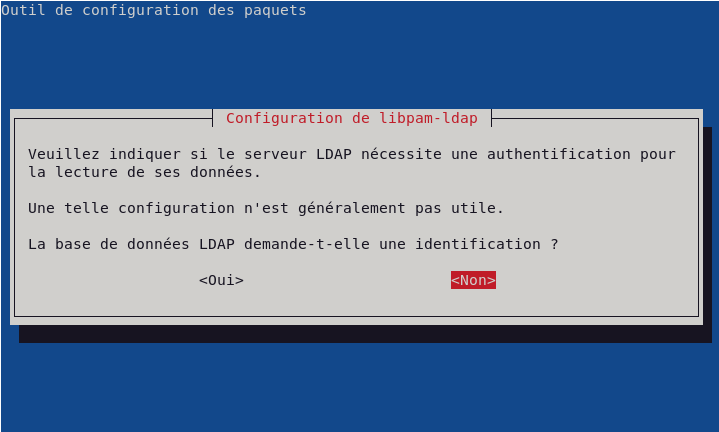 Outil de configuration des paquets
Configuration de libpam-ldap
Veuillez indiquer si le serveur LDAP nécessite une authentification pour
la lecture de ses données.
Une telle configuration n'est généralement pas utile.
La base de données LDAP demande-t-elle une identification ?
<Oui> <Non>